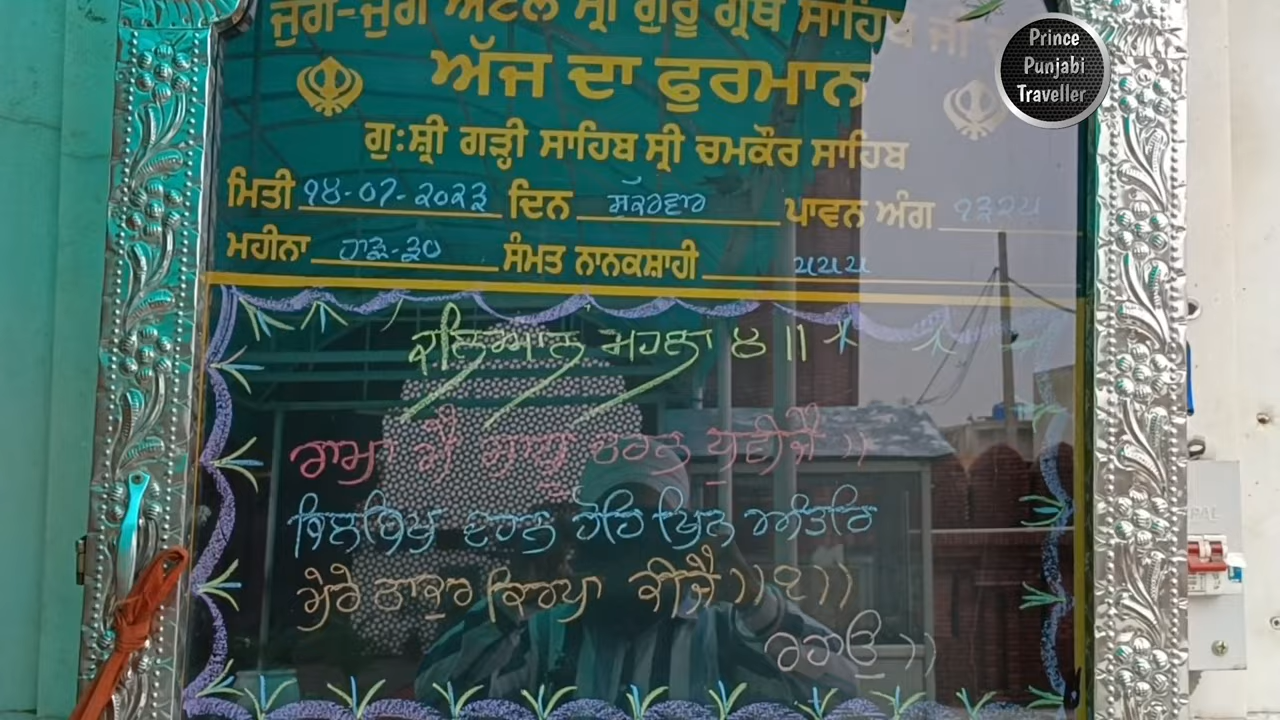 ਜੁਗ-ਜੁਗ ਅਟੱਲ ਸ੍ਰੀ ਗੁਰੂ ਗ੍ਰੰਥ ਸਾਹਿਬ ਜੀ
ਅੱਜ ਦਾ ਫੁਰਮਾਨ
ਗੁ:ਸ਼੍ਰੀ ਗੜ੍ਹੀ ਸਾਹਿਬ ਸ੍ਰੀ ਚਮਕੌਰ ਸਾਹਿਬ
ਮਿਤੀ ੧੪-੦੭-੨੦੨੩ ਦਿਨ ਸ਼ੁੱਕਰਵਾਰ ਪਾਵਨ ਅੰਗ ੧੩੨੫
ਮਹੀਨਾ ਹਾੜ-੩੦ ਸੰਮਤ ਨਾਨਕਸ਼ਾਹੀ ੫੫੫
ਕਲਿਆਨ ਮਹਲਾ ੪ ॥
ਰਾਮਾ ਮੈ ਸਾਧੂ ਚਰਨ ਧੁਵੀਜੈ ॥
ਕਿਲਬਿਖ ਦਹਨ ਹੋਹਿ ਖਿਨ ਅੰਤਰਿ
ਮੇਰੇ ਠਾਕੁਰ ਕਿਰਪਾ ਕੀਜੈ ॥੧॥
ਰਹਾਉ ॥
Prince
Punjabi
Traveller